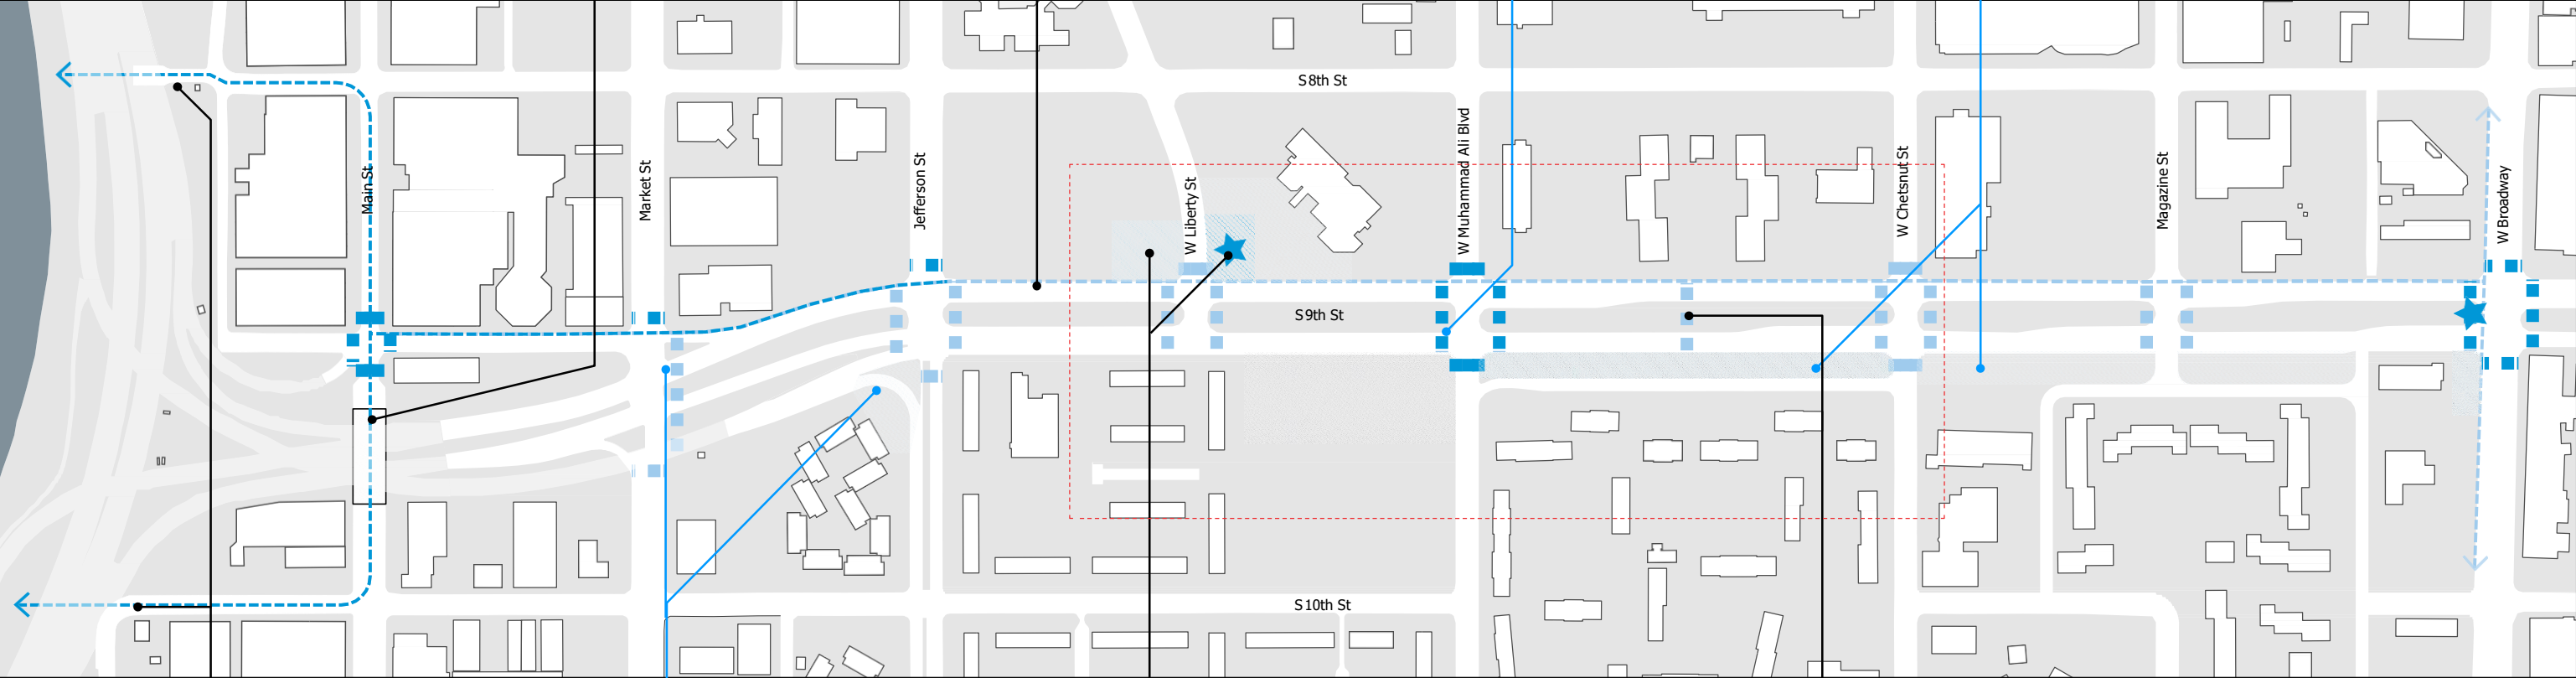 S 8th St
Main St
Market St
Jefferson St
W Liberty St
W Muhammad Ali Blvd
W Chetsnut St
Magazine St
W Broadway
S 9th St
S 10th St